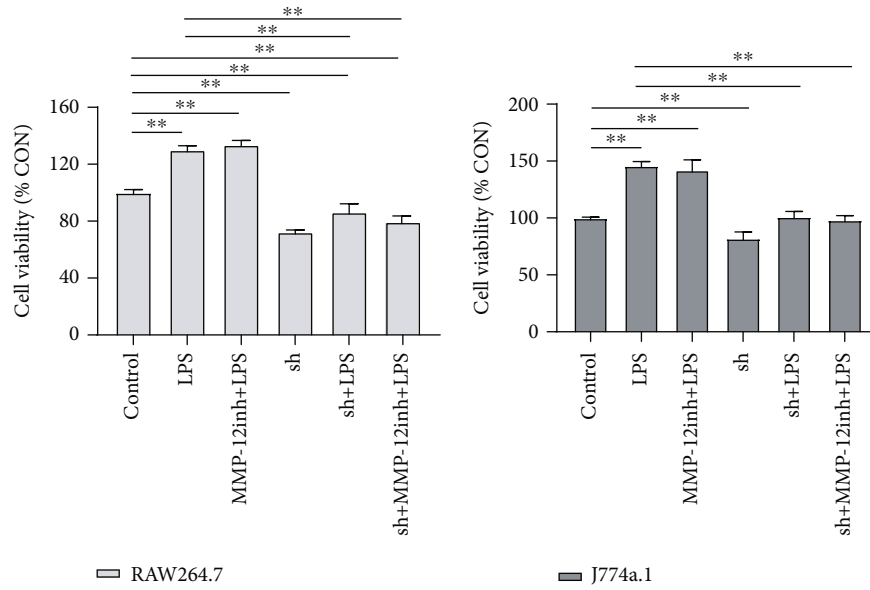 **
**
**
**
**
**
**
160
120
80
40
0
Cell viability (% CON)
Control
LPS
MMP-12inh+LPS
sh
sh+LPS
sh+MMP-12inh+LPS
RAW264.7
**
**
**
**
**
200
150
100
50
0
Cell viability (% CON)
Control
LPS
MMP-12inh+LPS
sh
sh+LPS
sh+MMP-12inh+LPS
J774a.1